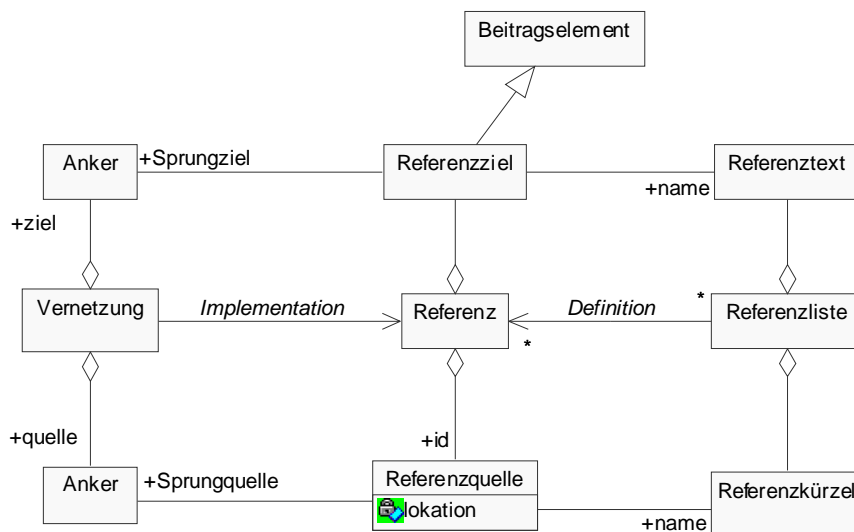 Beitragselement
Anker
+Sprungziel
Referenzziel
Referenztext
+name
+ziel
Vernetzung
Implementation
Referenz
Definition
*
Referenzliste
*
+quelle
+id
Anker
+Sprungquelle
Referenzquelle
Referenzkürzel
lokation
+name